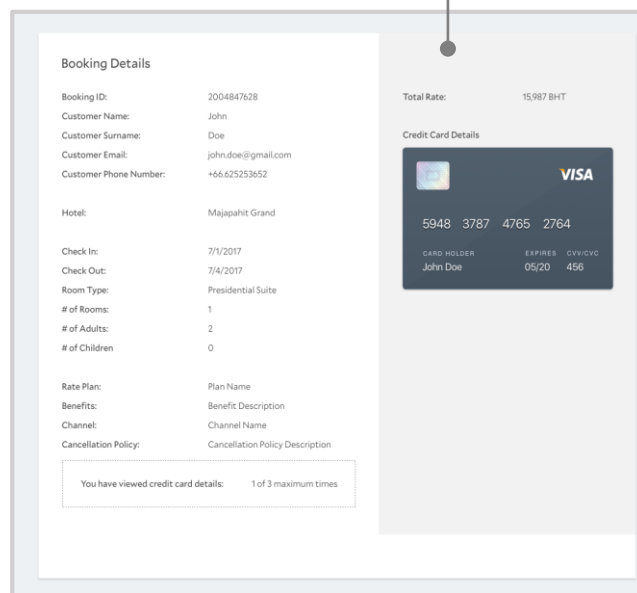 Booking Details
Booking ID: 2004847628
Customer Name: John
Customer Surname: Doe
Customer Email: john.doe@gmail.com
Customer Phone Number: +66.625253652
Hotel: Majapahit Grand
Check In: 7/1/2017
Check Out: 7/4/2017
Room Type: Presidential Suite
# of Rooms: 1
# of Adults: 2
# of Children 0
Rate Plan: Plan Name
Benefits: Benefit Description
Channel: Channel Name
Cancellation Policy: Cancellation Policy Description
You have viewed credit card details: 1 of 3 maximum times
Total Rate: 15,987 BHT
Credit Card Details
VISA
5948 3787 4765 2764
CARD HOLDER EXPIRES CVV/CVC
John Doe 05/20 456